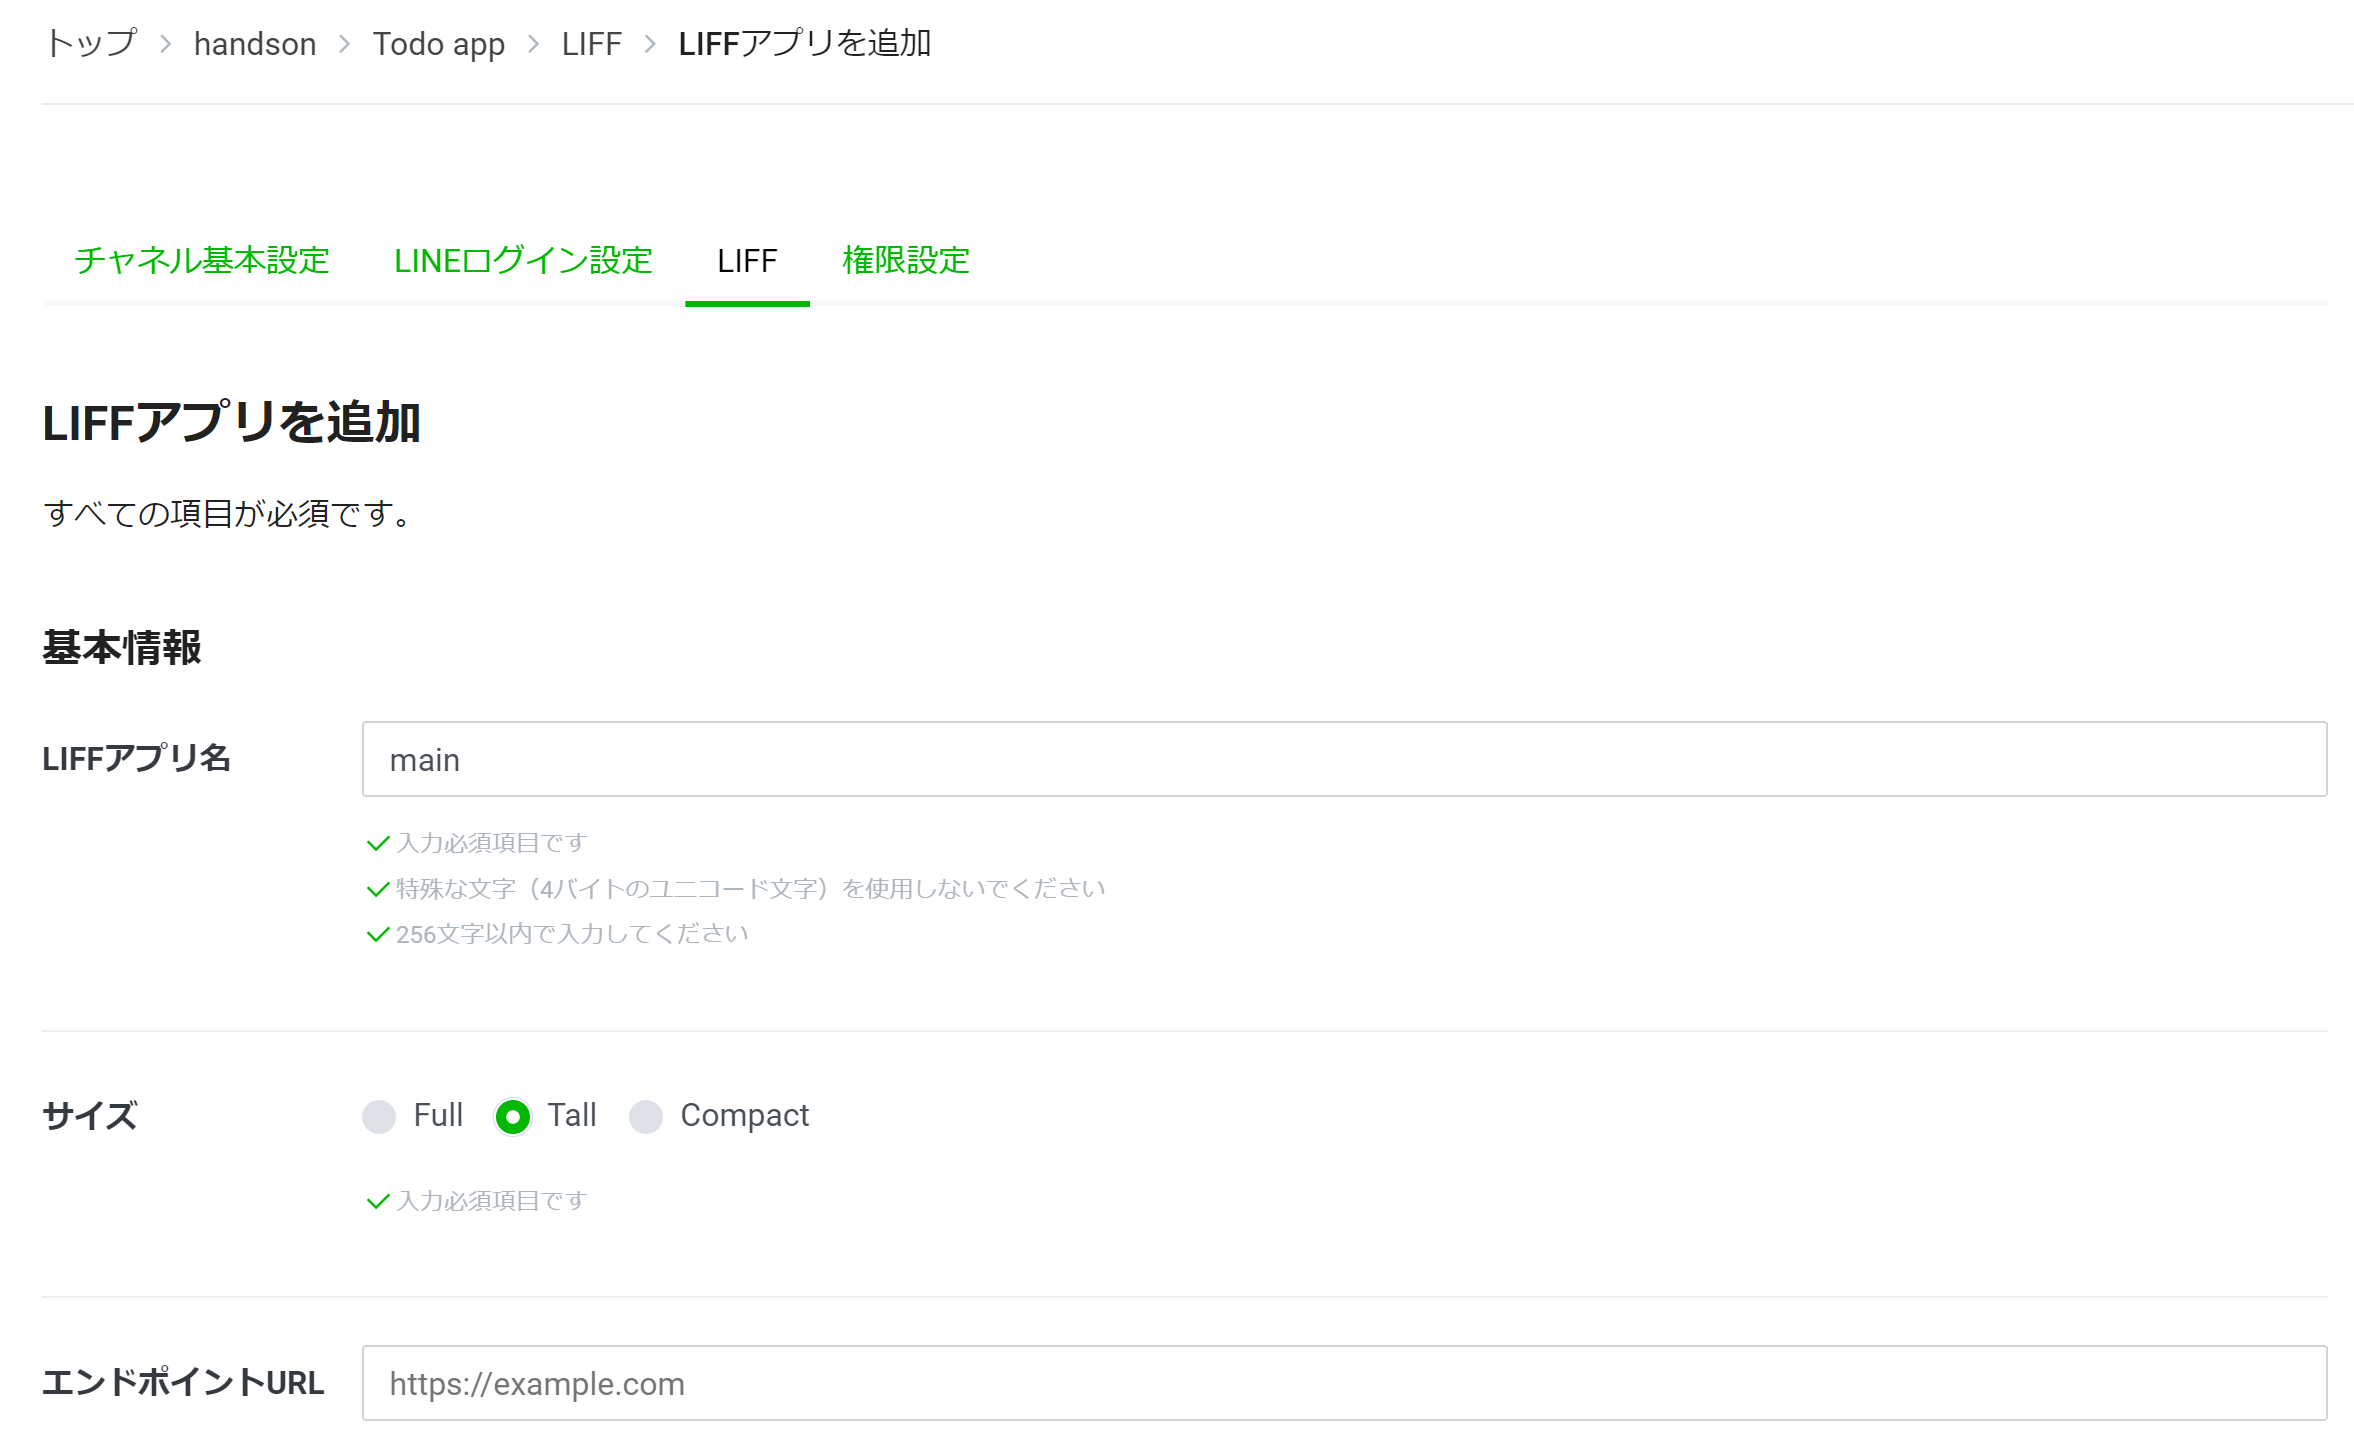 トップ > handson > Todo app > LIFF > LIFFアプリを追加
チャネル基本設定 LINEログイン設定 LIFF 権限設定
LIFFアプリを追加
すべての項目が必須です。
基本情報
LIFFアプリ名 main
入力必須項目です
特殊な文字（4バイトのユニコード文字）を使用しないでください
256文字以内で入力してください
サイズ Full Tall Compact
入力必須項目です
エンドポイントURL https://example.com